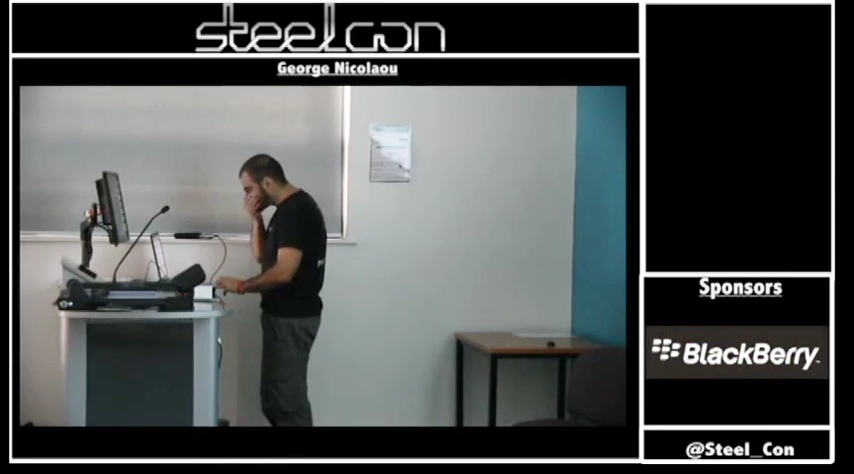 steelcon
George Nicolaou
Sponsors
BlackBerry
@Steel_Con